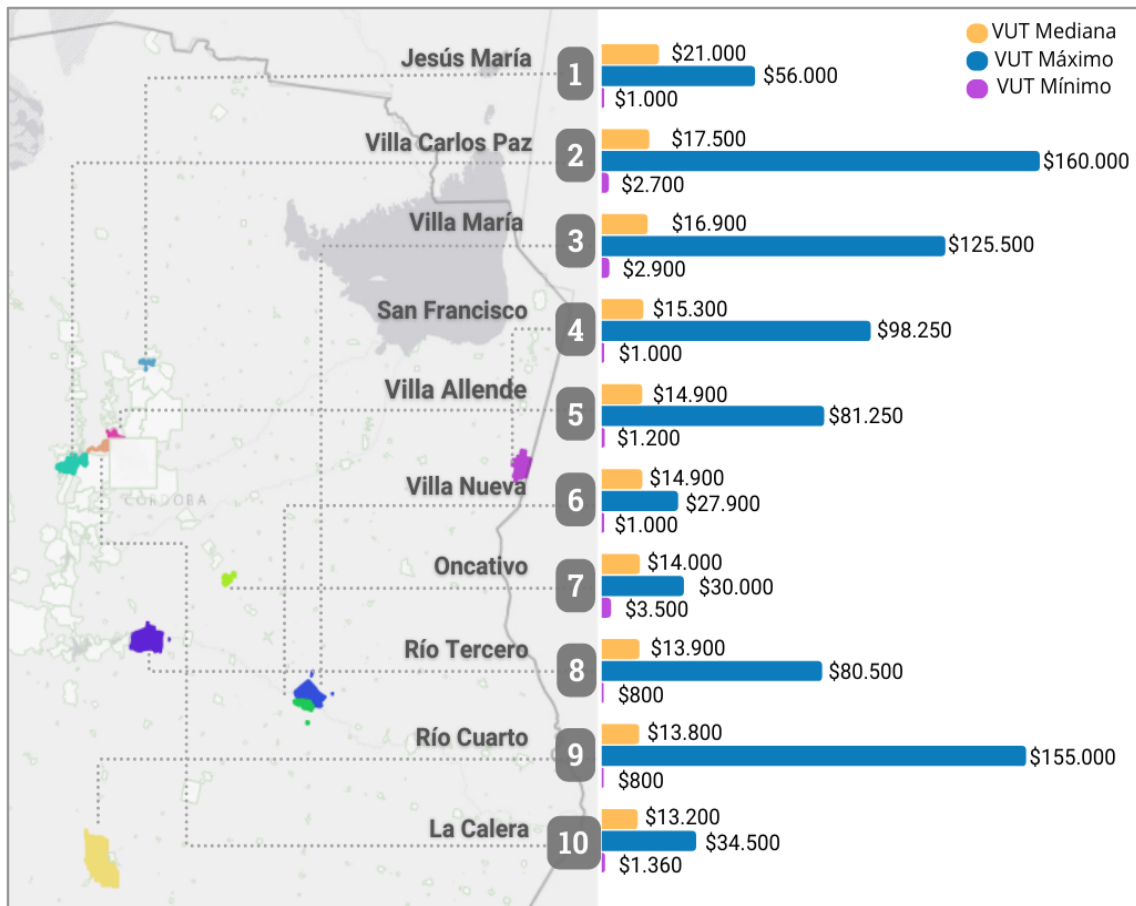 VUT Mediana
VUT Máximo
VUT Mínimo
Jesús María
1
$21.000
$56.000
$1.000
Villa Carlos Paz
2
$17.500
$160.000
$2.700
Villa María
3
$16.900
$125.500
$2.900
San Francisco
4
$15.300
$98.250
$1.000
Villa Allende
5
$14.900
$81.250
$1.200
Villa Nueva
6
$14.900
$27.900
$1.000
CÓRDOBA
Oncativo
7
$14.000
$30.000
$3.500
Río Tercero
8
$13.900
$80.500
$800
Río Cuarto
9
$13.800
$155.000
$800
La Calera
10
$13.200
$34.500
$1.360